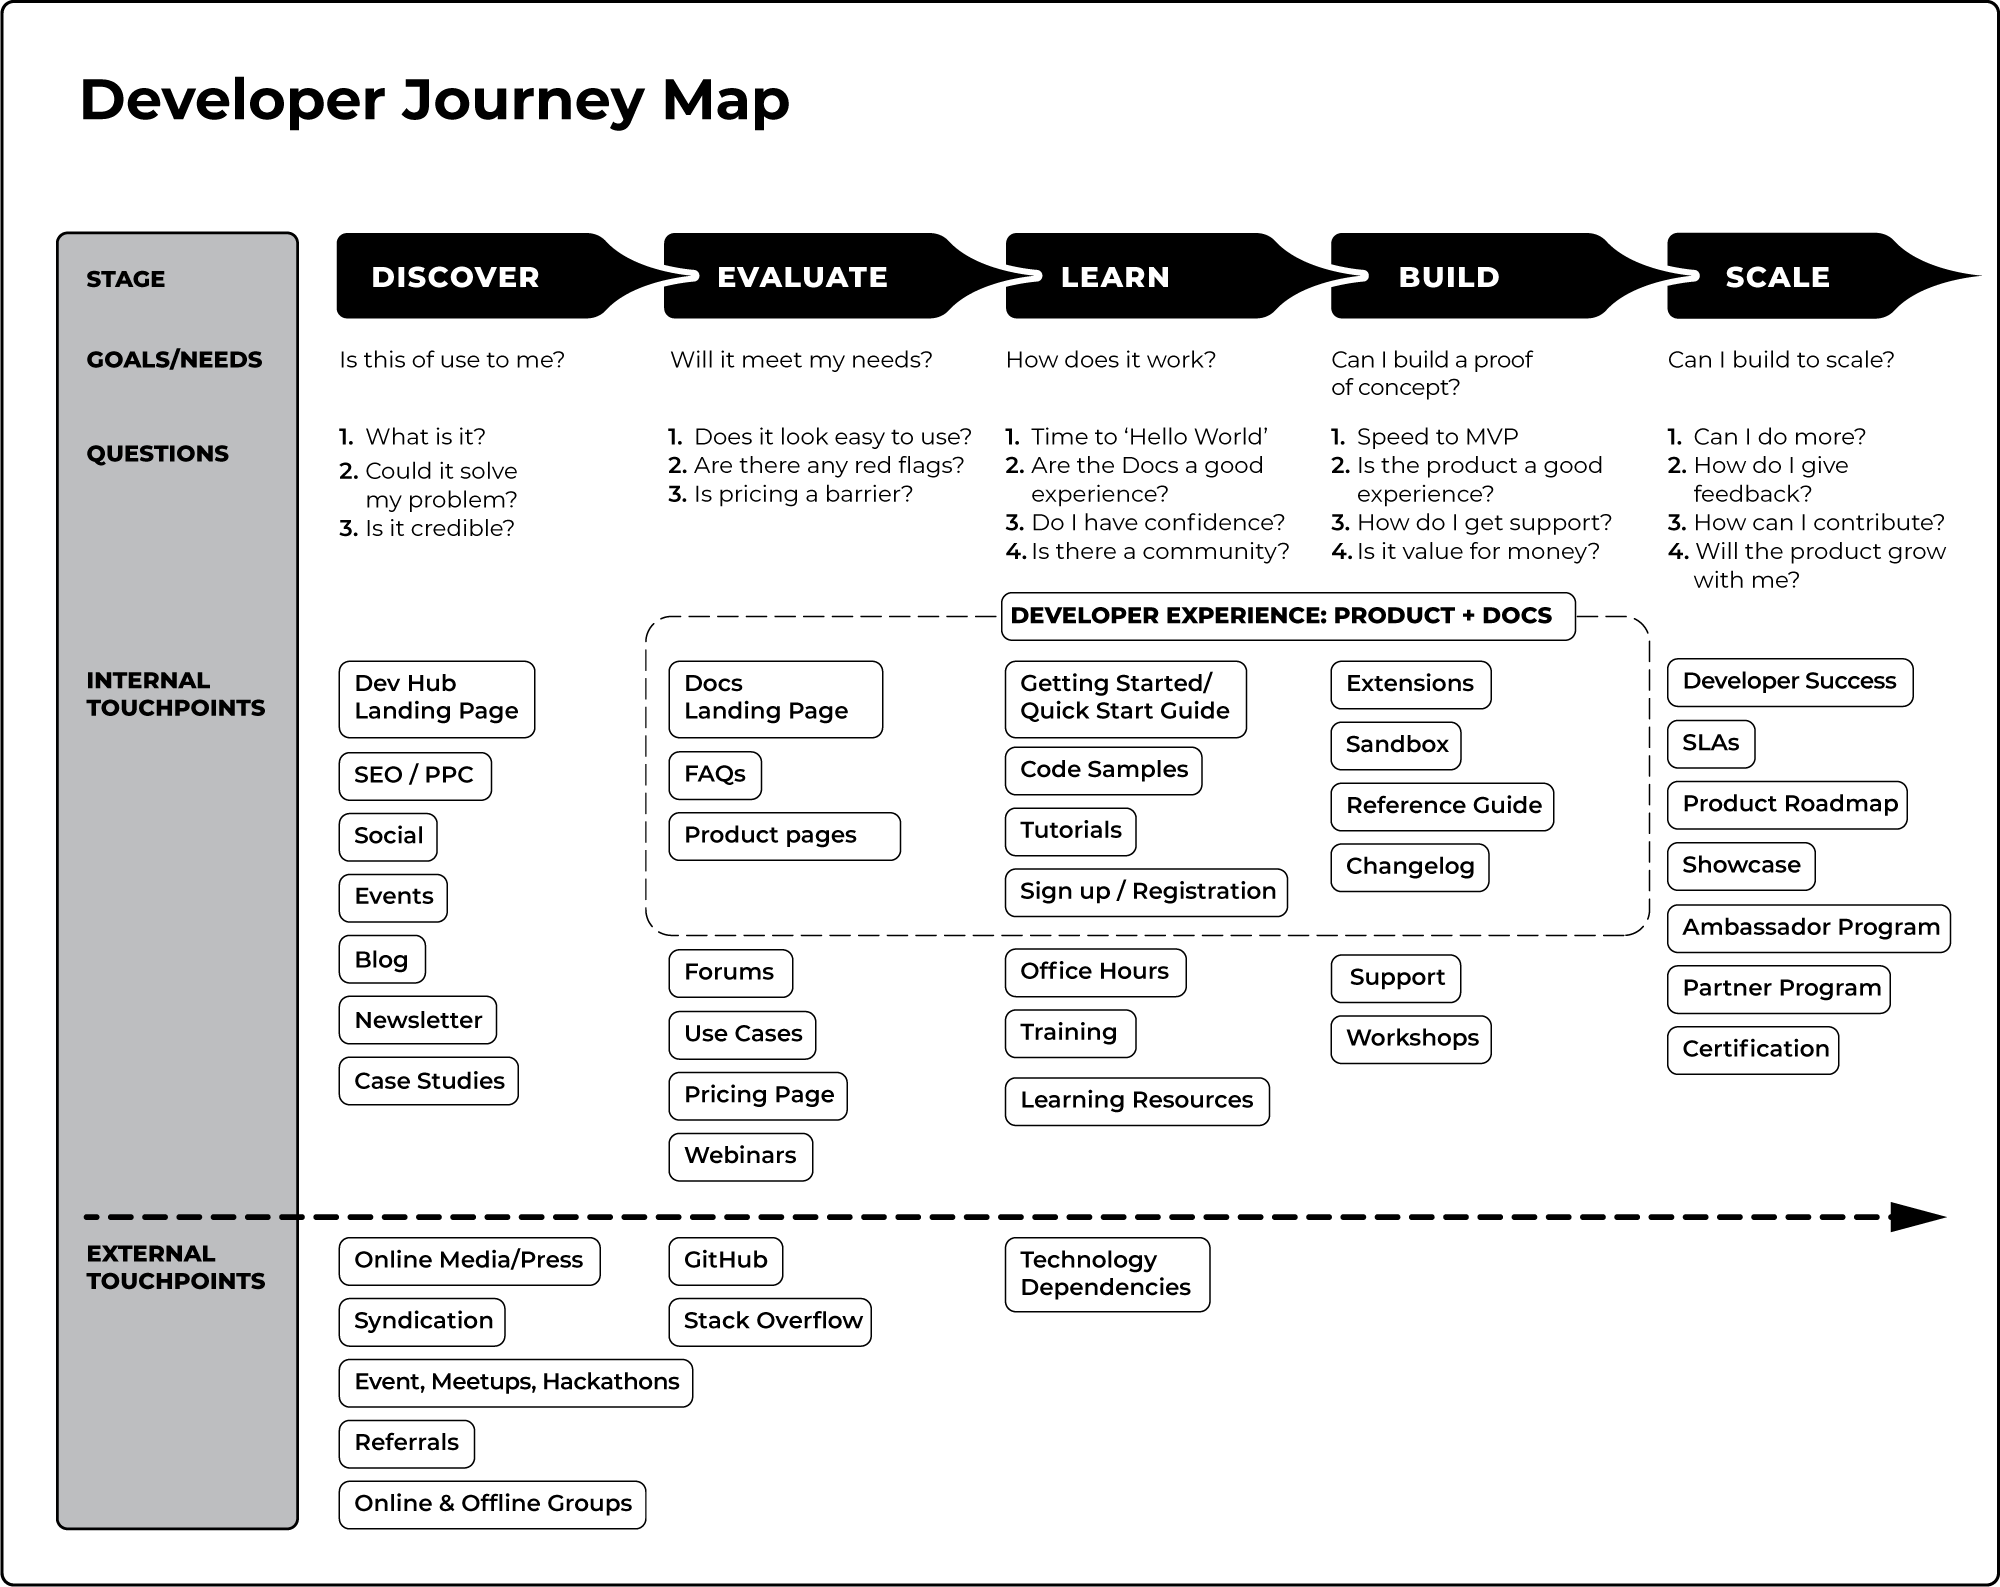 Developer Journey Map
STAGE
DISCOVER
EVALUATE
LEARN
BUILD
SCALE
GOALS/NEEDS
Is this of use to me?
Will it meet my needs?
How does it work?
Can I build a proof
of concept?
Can I build to scale?
QUESTIONS
1. What is it?
2. Could it solve
my problem?
3. Is it credible?
1. Does it look easy to use?
2. Are there any red flags?
3. Is pricing a barrier?
1. Time to ‘Hello World’
2. Are the Docs a good
experience?
3. Do I have confidence?
4. Is there a community?
1. Speed to MVP
2. Is the product a good
experience?
3. How do I get support?
4. Is it value for money?
1. Can I do more?
2. How do I give
feedback?
3. How can I contribute?
4. Will the product grow
with me?
DEVELOPER EXPERIENCE: PRODUCT + DOCS
INTERNAL
TOUCHPOINTS
Dev Hub
Landing Page
SEO / PPC
Social
Events
Blog
Newsletter
Case Studies
Docs
Landing Page
FAQs
Product pages
Forums
Use Cases
Pricing Page
Webinars
Getting Started/
Quick Start Guide
Code Samples
Tutorials
Sign up / Registration
Office Hours
Training
Learning Resources
Extensions
Sandbox
Reference Guide
Changelog
Support
Workshops
Developer Success
SLAs
Product Roadmap
Showcase
Ambassador Program
Partner Program
Certification
EXTERNAL
TOUCHPOINTS
Online Media/Press
Syndication
Event, Meetups, Hackathons
Referrals
Online & Offline Groups
GitHub
Stack Overflow
Technology
Dependencies